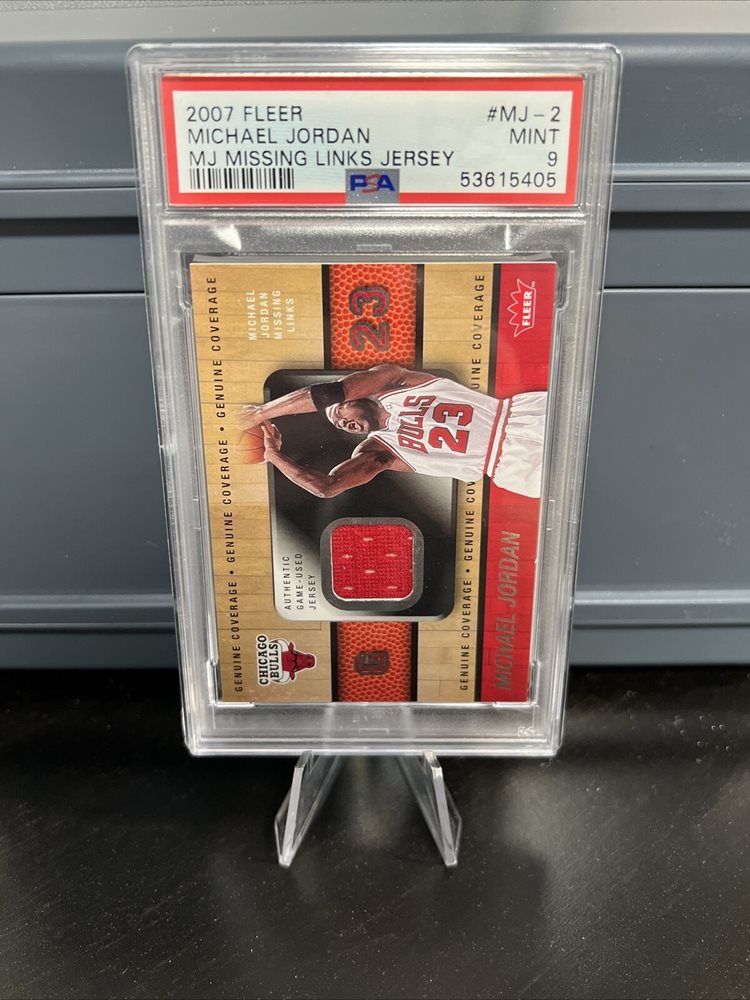 2007 FLEER #MJ-2
MICHAEL JORDAN MINT
MJ MISSING LINKS JERSEY 9
PSA 53615405
GENUINE COVERAGE • GENUINE COVERAGE • GENUINE COVERAGE
MICHAEL
JORDAN
MISSING
LINKS
CHICAGO
BULLS
AUTHENTIC
GAME-USED
JERSEY
23
BULLS
23
GENUINE COVERAGE • GENUINE COV
UINE COVERAGE
FLEER
MICHAEL JORDAN